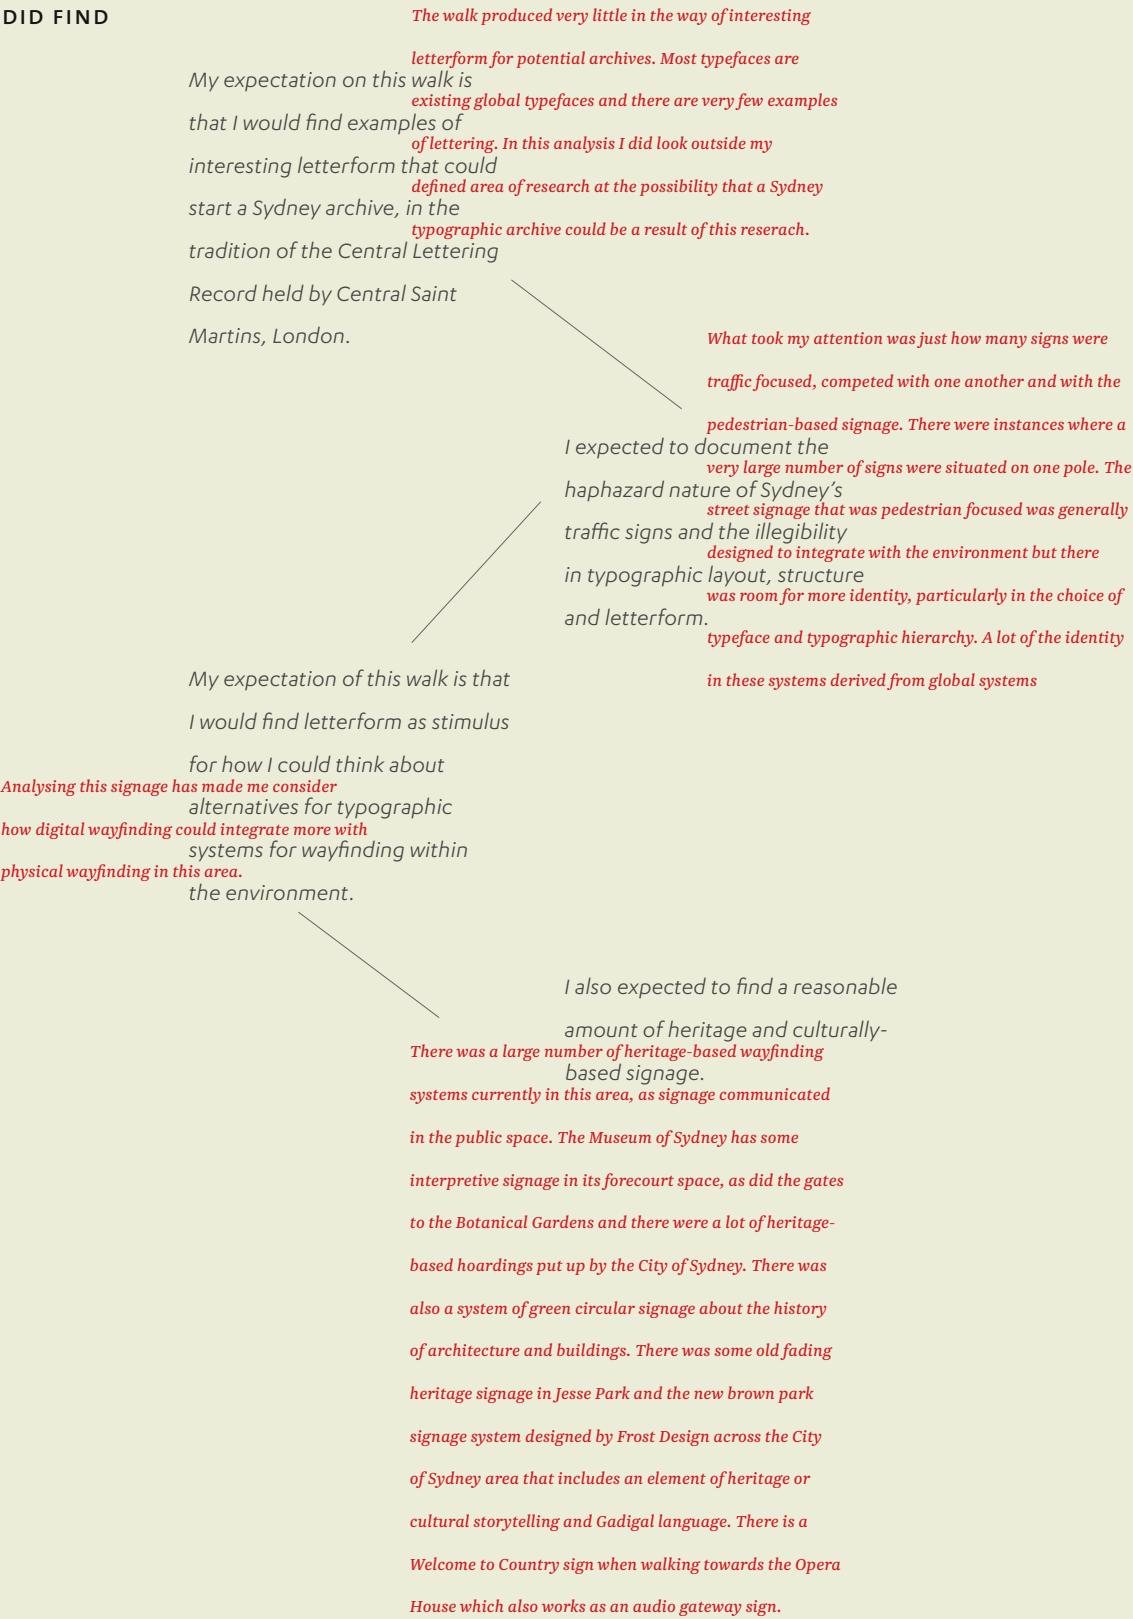 DID FIND
The walk produced very little in the way of interesting
letterform for potential archives. Most typefaces are
existing global typefaces and there are very few examples
of lettering. In this analysis I did look outside my
defined area of research at the possibility that a Sydney
typographic archive could be a result of this reserach.
My expectation on this walk is
that I would find examples of
interesting letterform that could
start a Sydney archive, in the
tradition of the Central Lettering
Record held by Central Saint
Martins, London.
What took my attention was just how many signs were
traffic focused, competed with one another and with the
pedestrian-based signage. There were instances where a
very large number of signs were situated on one pole. The
street signage that was pedestrian focused was generally
designed to integrate with the environment but there
was room for more identity, particularly in the choice of
typeface and typographic hierarchy. A lot of the identity
in these systems derived from global systems
I expected to document the
haphazard nature of Sydney’s
traffic signs and the illegibility
in typographic layout, structure
and letterform.
My expectation of this walk is that
I would find letterform as stimulus
for how I could think about
alternatives for typographic
systems for wayfinding within
the environment.
Analysing this signage has made me consider
how digital wayfinding could integrate more with
physical wayfinding in this area.
I also expected to find a reasonable
amount of heritage and culturally-
based signage.
There was a large number of heritage-based wayfinding
systems currently in this area, as signage communicated
in the public space. The Museum of Sydney has some
interpretive signage in its forecourt space, as did the gates
to the Botanical Gardens and there were a lot of heritage-
based hoardings put up by the City of Sydney. There was
also a system of green circular signage about the history
of architecture and buildings. There was some old fading
heritage signage in Jesse Park and the new brown park
signage system designed by Frost Design across the City
of Sydney area that includes an element of heritage or
cultural storytelling and Gadigal language. There is a
Welcome to Country sign when walking towards the Opera
House which also works as an audio gateway sign.